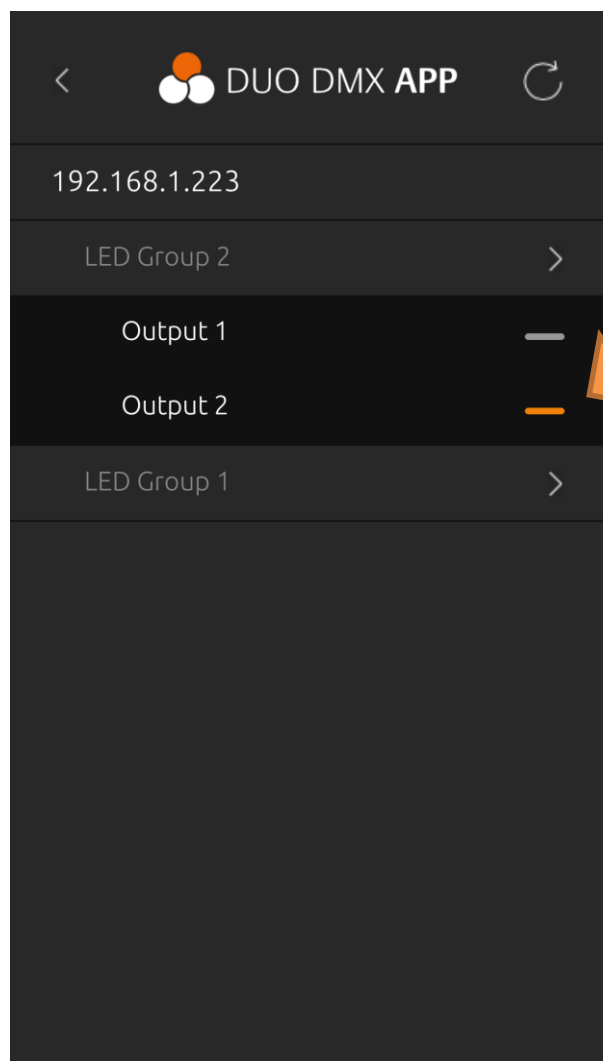 DUO DMX APP
192.168.1.223
LED Group 2
Output 1
Output 2
LED Group 1